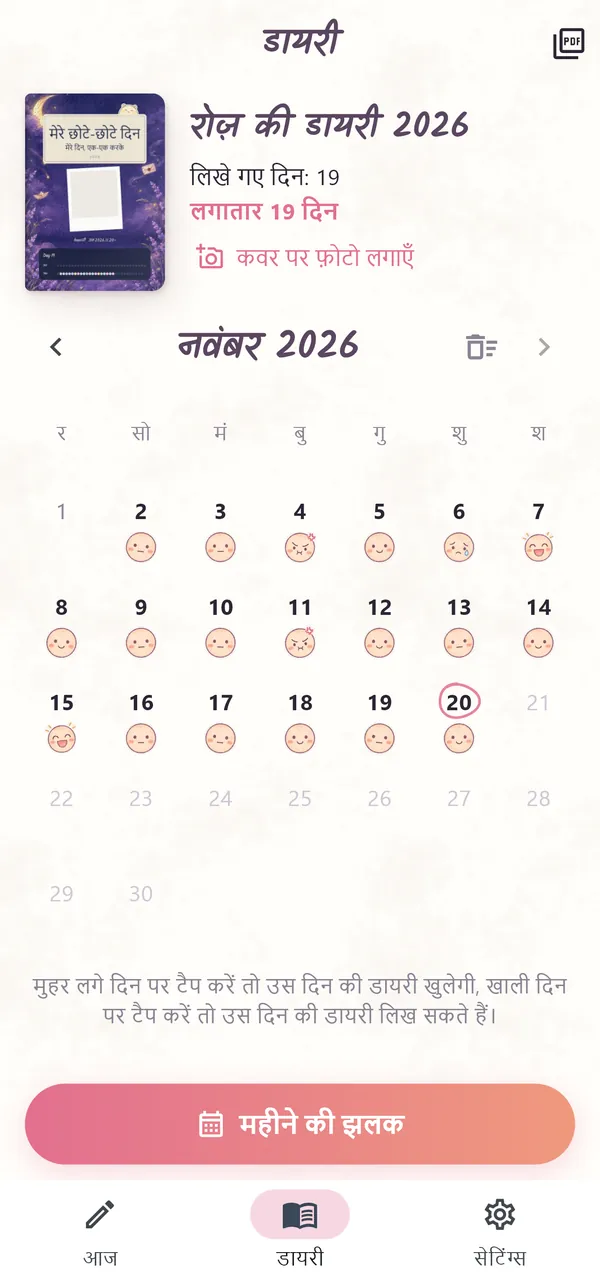 डायरी
PDF
मेरे छोटे-छोटे दिन
मेरे दिन, एक-एक करके
रोज़ की डायरी 2026
लिखे गए दिन: 19
लगातार 19 दिन
कवर पर फ़ोटो लगाएँ
नवंबर 2026
र सो मं बु गु शु श
1 2 3 4 5 6 7
8 9 10 11 12 13 14
15 16 17 18 19 20 21
22 23 24 25 26 27 28
29 30
मुहर लगे दिन पर टैप करें तो उस दिन की डायरी खुलेगी, खाली दिन
पर टैप करें तो उस दिन की डायरी लिख सकते हैं।
महीने की झलक
आज डायरी सेटिंग्स